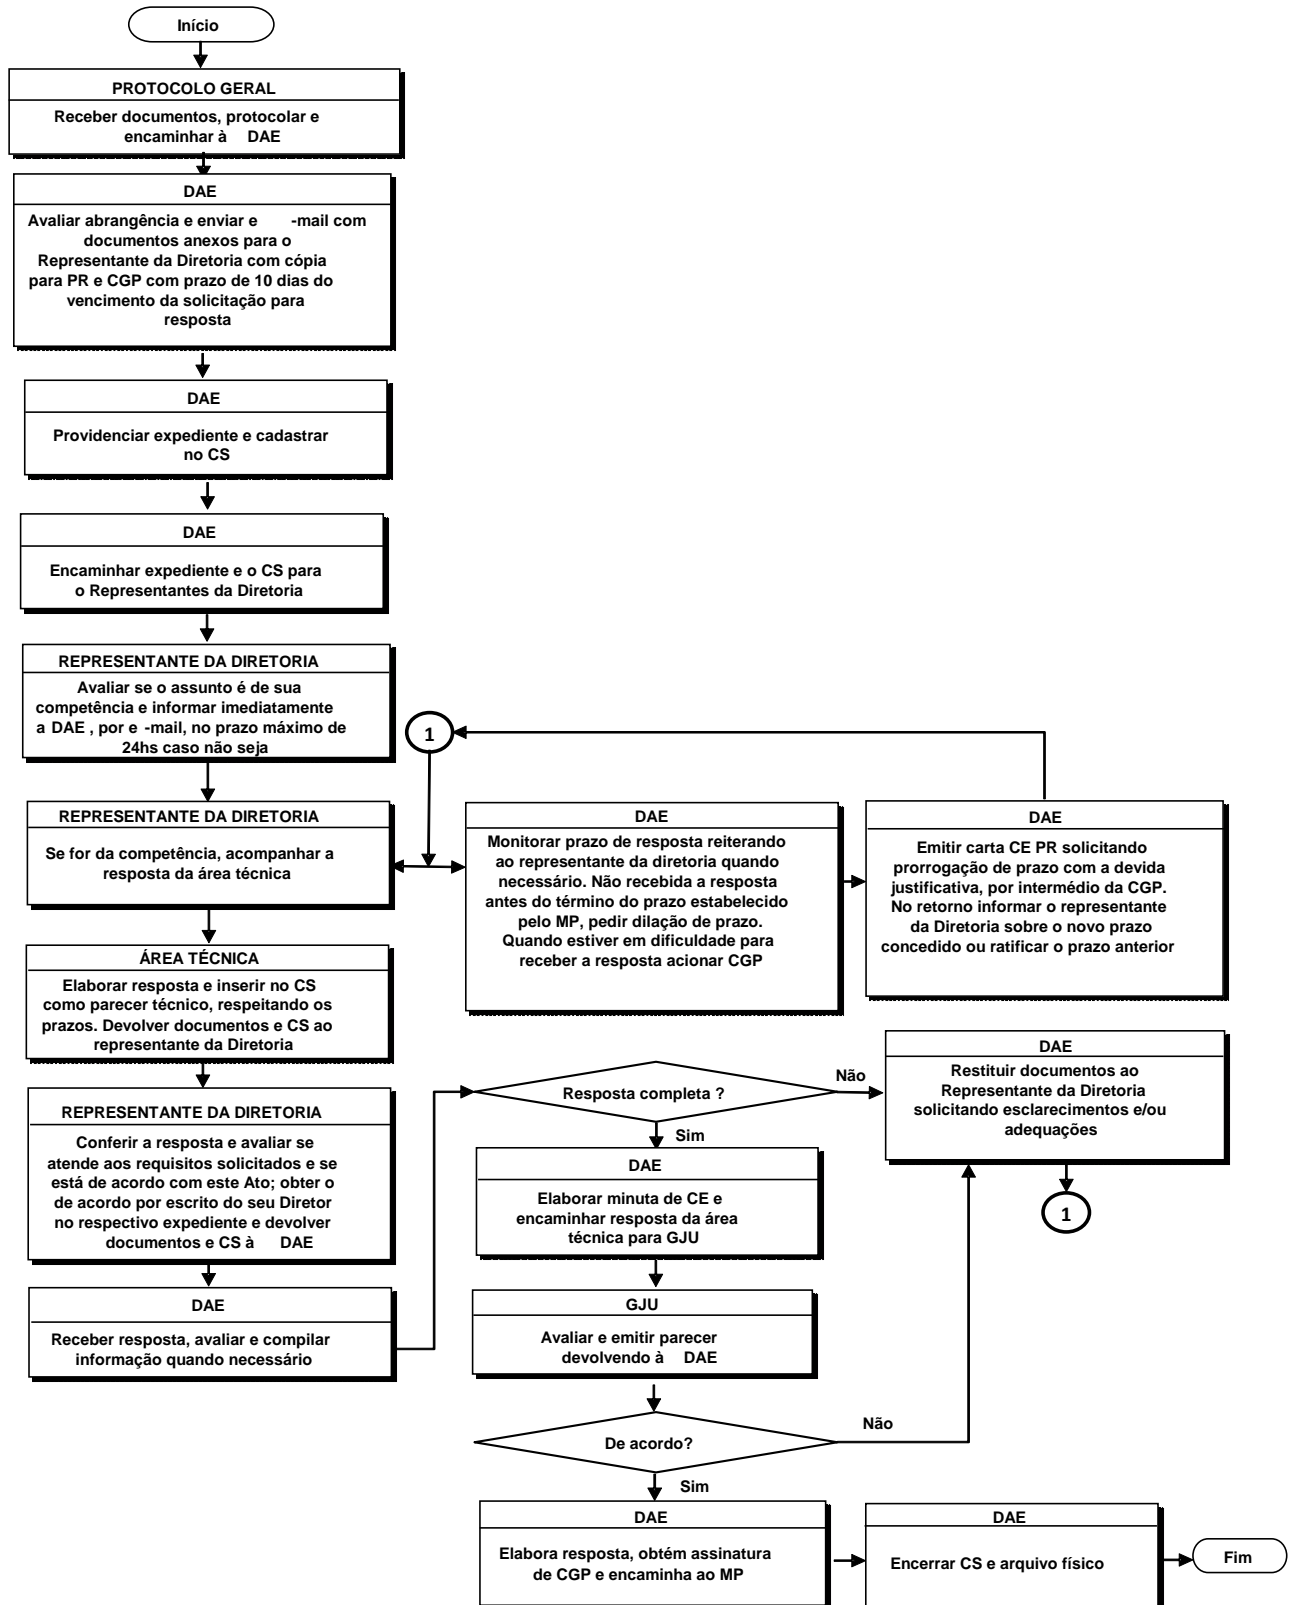 Início
PROTOCOLO GERAL
Receber documentos, protocolar e
encaminhar à DAE
DAE
Avaliar abrangência e enviar e -mail com
documentos anexos para o
Representante da Diretoria com cópia
para PR e CGP com prazo de 10 dias do
vencimento da solicitação para
resposta
DAE
Providenciar expediente e cadastrar
no CS
DAE
Encaminhar expediente e o CS para
o Representantes da Diretoria
REPRESENTANTE DA DIRETORIA
Avaliar se o assunto é de sua
competência e informar imediatamente
a DAE , por e -mail, no prazo máximo de
24hs caso não seja
1
REPRESENTANTE DA DIRETORIA
Se for da competência, acompanhar a
resposta da área técnica
DAE
Monitorar prazo de resposta reiterando
ao representante da diretoria quando
necessário. Não recebida a resposta
antes do término do prazo estabelecido
pelo MP, pedir dilação de prazo.
Quando estiver em dificuldade para
receber a resposta acionar CGP
DAE
Emitir carta CE PR solicitando
prorrogação de prazo com a devida
justificativa, por intermédio da CGP.
No retorno informar o representante
da Diretoria sobre o novo prazo
concedido ou ratificar o prazo anterior
ÁREA TÉCNICA
Elaborar resposta e inserir no CS
como parecer técnico, respeitando os
prazos. Devolver documentos e CS ao
representante da Diretoria
REPRESENTANTE DA DIRETORIA
Conferir a resposta e avaliar se
atende aos requisitos solicitados e se
está de acordo com este Ato; obter o
de acordo por escrito do seu Diretor
no respectivo expediente e devolver
documentos e CS à DAE
DAE
Receber resposta, avaliar e compilar
informação quando necessário
Resposta completa ?
Não
Sim
DAE
Restituir documentos ao
Representante da Diretoria
solicitando esclarecimentos e/ou
adequações
1
DAE
Elaborar minuta de CE e
encaminhar resposta da área
técnica para GJU
GJU
Avaliar e emitir parecer
devolvendo à DAE
De acordo?
Não
Sim
DAE
Elabora resposta, obtém assinatura
de CGP e encaminha ao MP
DAE
Encerrar CS e arquivo físico
Fim